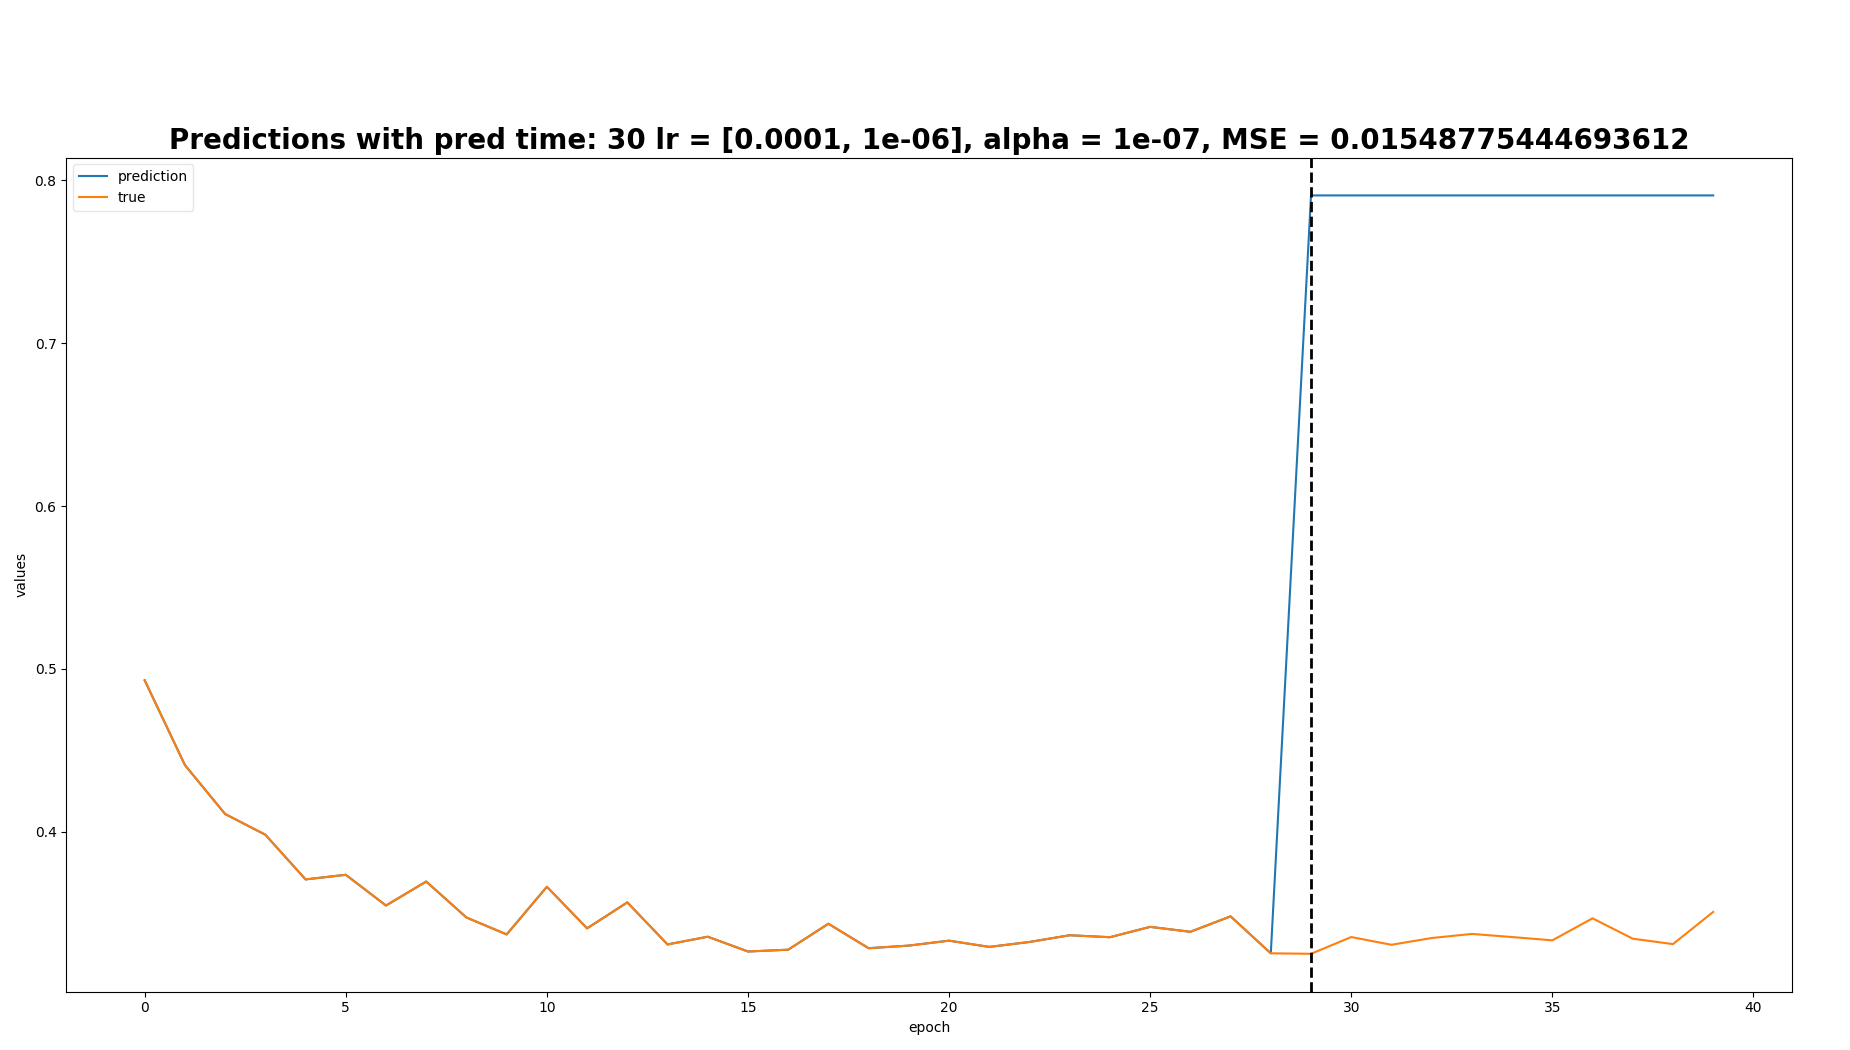 Predictions with pred time: 30 lr = [0.0001, 1e-06], alpha = 1e-07, MSE = 0.01548775444693612
prediction
true
0.8
0.7
0.6
0.5
0.4
values
0 5 10 15 20 25 30 35 40
epoch